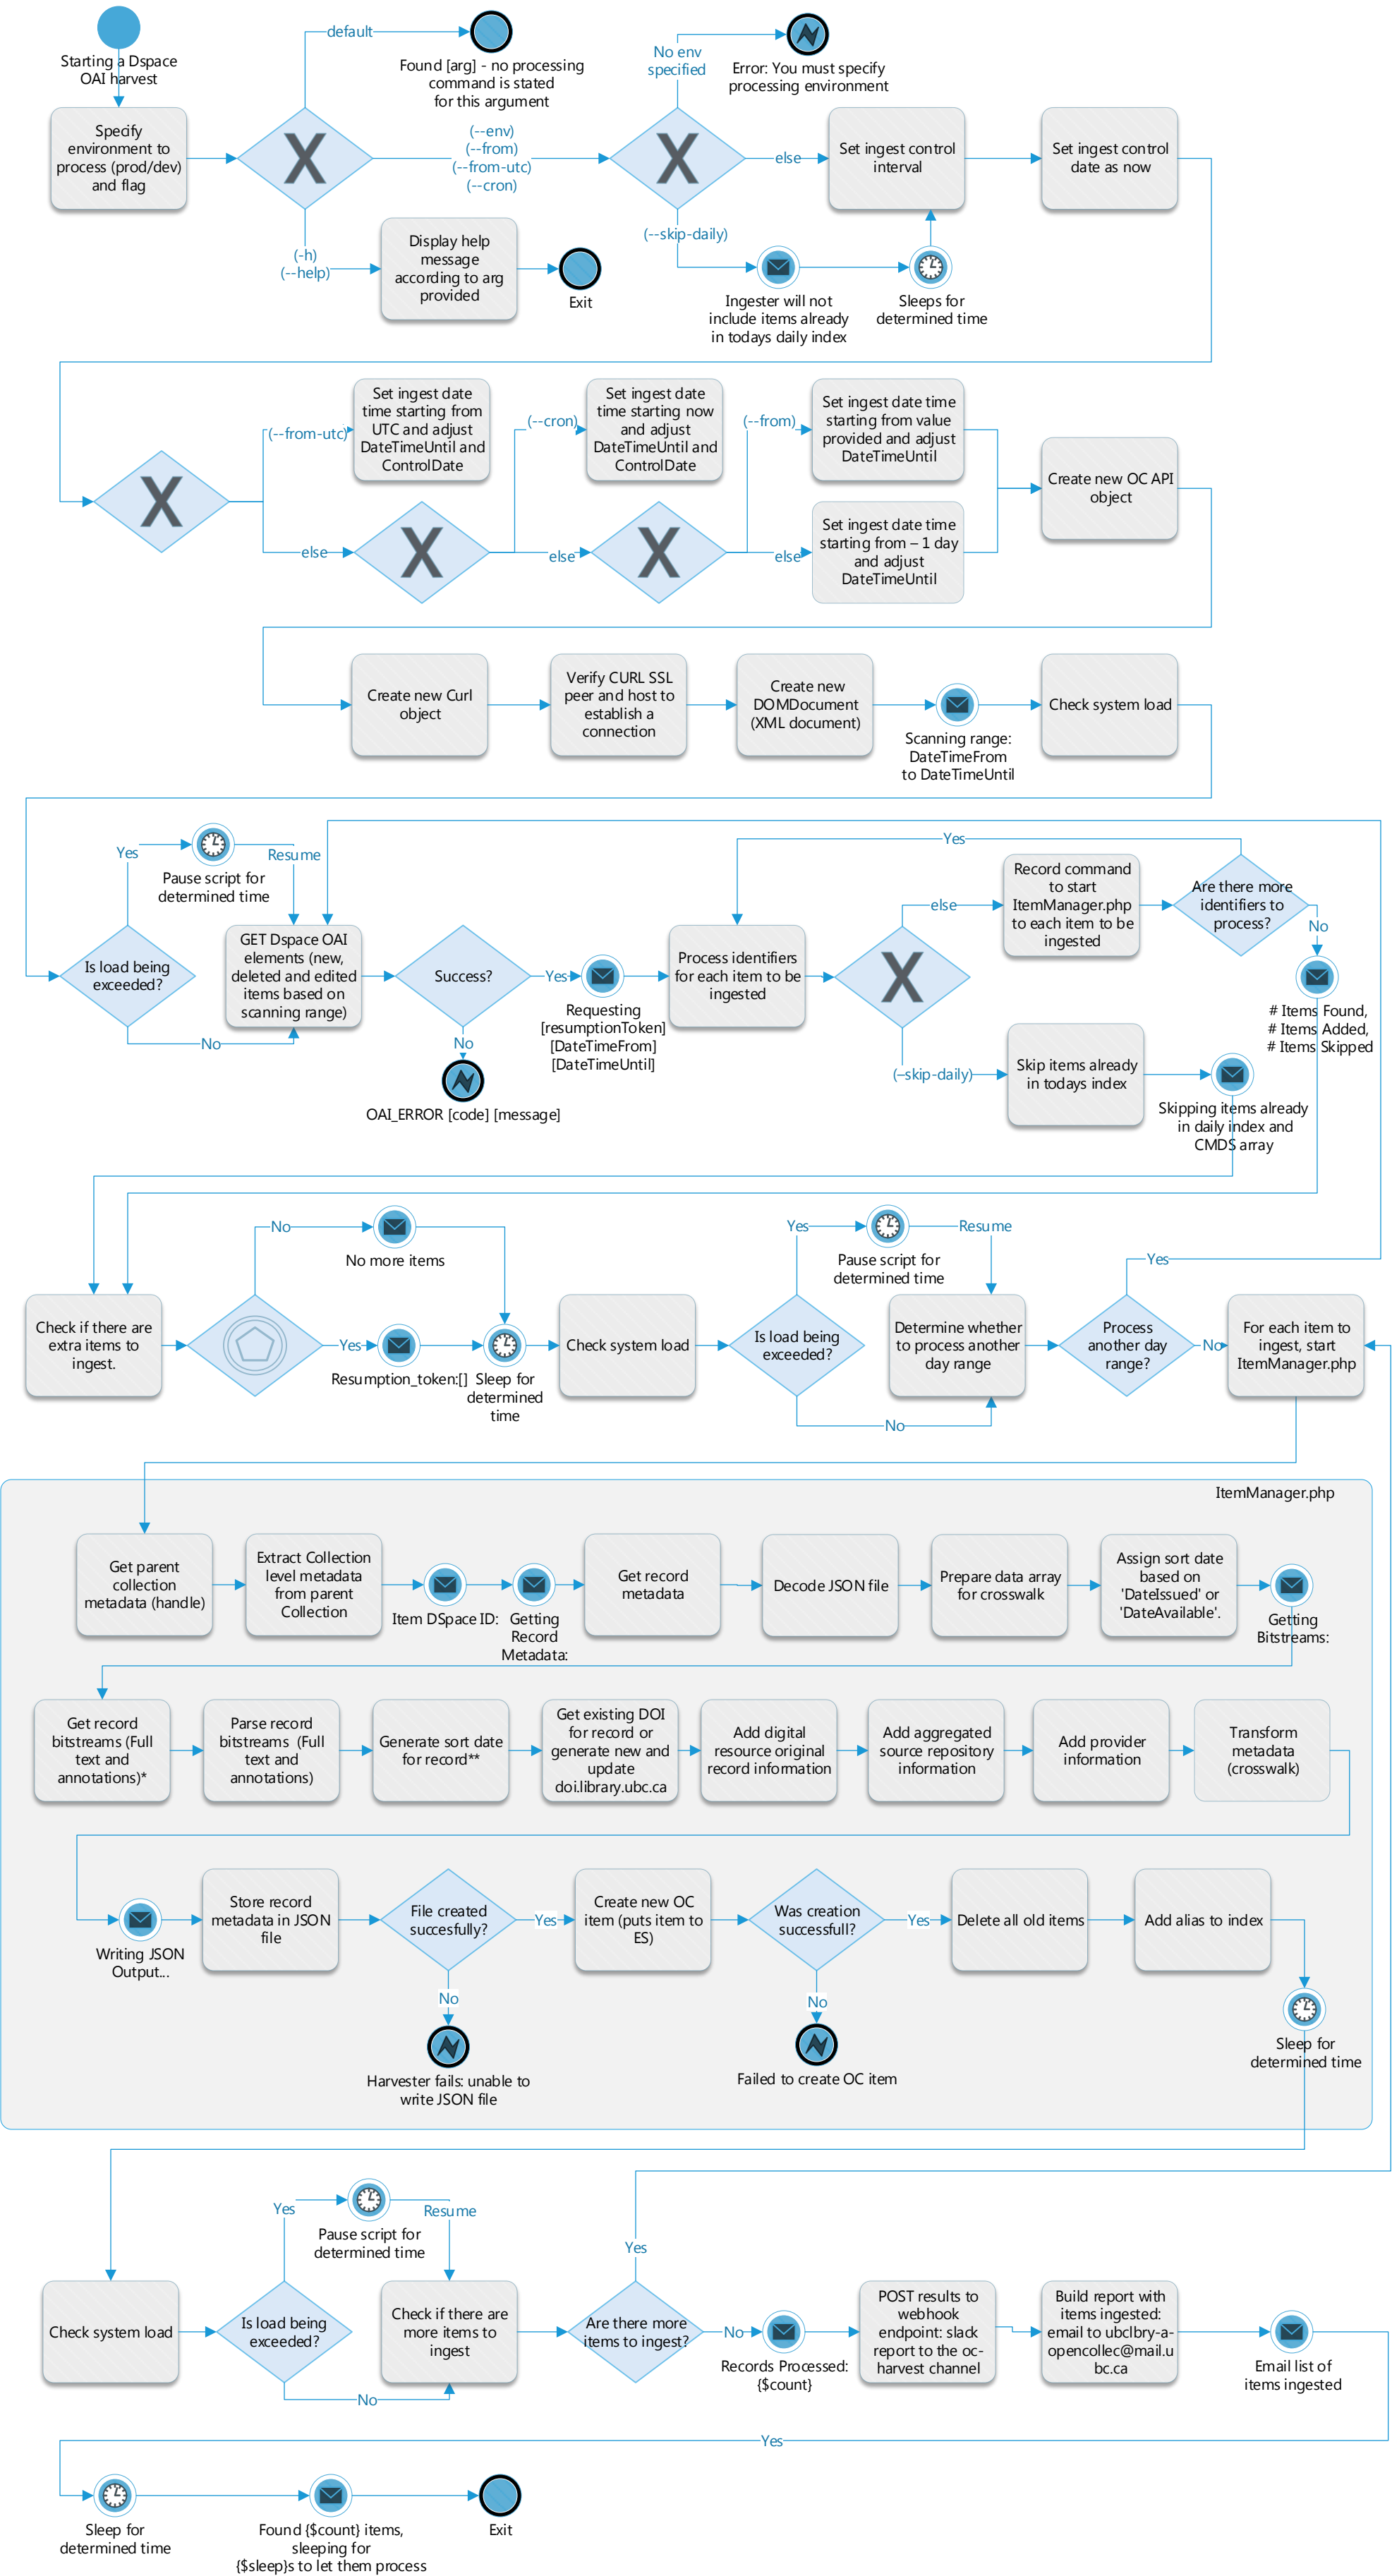 Starting a Dspace
OAI harvest
Specify
environment to
process (prod/dev)
and flag
default
Found [arg] - no processing
command is stated
for this argument
(--env)
(--from)
(--from-utc)
(--cron)
(-h)
(--help)
Display help
message
according to arg
provided
Exit
No env
specified
Error: You must specify
processing environment
else
(--skip-daily)
Ingester will not
include items already
in todays daily index
Sleeps for
determined time
Set ingest control
interval
Set ingest control
date as now
X
X
(--from-utc)
Set ingest date
time starting from
UTC and adjust
DateTimeUntil and
ControlDate
else
(--cron)
Set ingest date
time starting now
and adjust
DateTimeUntil and
ControlDate
else
(--from)
Set ingest date time
starting from value
provided and adjust
DateTimeUntil
else
Set ingest date time
starting from – 1 day
and adjust
DateTimeUntil
Create new OC API
object
X
X
X
Create new Curl
object
Verify CURL SSL
peer and host to
establish a
connection
Create new
DOMDocument
(XML document)
Scanning range:
DateTimeFrom
to DateTimeUntil
Check system load
Is load being
exceeded?
Yes
Pause script for
determined time
Resume
No
GET Dspace OAI
elements (new,
deleted and edited
items based on
scanning range)
Success?
No
OAI_ERROR [code] [message]
Yes
Requesting
[resumptionToken]
[DateTimeFrom]
[DateTimeUntil]
Process identifiers
for each item to be
ingested
X
else
Record command
to start
ItemManager.php
to each item to be
ingested
Are there more
identifiers to
process?
Yes
No
# Items Found,
# Items Added,
# Items Skipped
(–skip-daily)
Skip items already
in todays index
Skipping items already
in daily index and
CMDS array
Check if there are
extra items to
ingest.
No
No more items
Yes
Resumption_token:[]
Sleep for
determined
time
Check system load
Is load being
exceeded?
Yes
Pause script for
determined time
Resume
No
Determine whether
to process another
day range
Process
another day
range?
Yes
No
For each item to
ingest, start
ItemManager.php
ItemManager.php
Get parent
collection
metadata (handle)
Extract Collection
level metadata
from parent
Collection
Item DSpace ID:
Getting
Record
Metadata:
Get record
metadata
Decode JSON file
Prepare data array
for crosswalk
Assign sort date
based on
'DateIssued' or
'DateAvailable'.
Getting
Bitstreams:
Get record
bitstreams (Full
text and
annotations)*
Parse record
bitstreams (Full
text and
annotations)
Generate sort date
for record**
Get existing DOI
for record or
generate new and
update
doi.library.ubc.ca
Add digital
resource original
record information
Add aggregated
source repository
information
Add provider
information
Transform
metadata
(crosswalk)
Writing JSON
Output...
Store record
metadata in JSON
file
File created
succesfully?
Yes
No
Harvester fails: unable to
write JSON file
Create new OC
item (puts item to
ES)
Was creation
successfull?
Yes
No
Failed to create OC item
Delete all old items
Add alias to index
Sleep for
determined time
Check system load
Is load being
exceeded?
Yes
Pause script for
determined time
Resume
No
Check if there are
more items to
ingest
Are there more
items to ingest?
Yes
No
Records Processed:
{$count}
POST results to
webhook
endpoint: slack
report to the oc-
harvest channel
Build report with
items ingested:
email to ubclbry-a-
opencollec@mail.u
bc.ca
Email list of
items ingested
Yes
Sleep for
determined time
Found {$count} items,
sleeping for
{$sleep}s to let them process
Exit